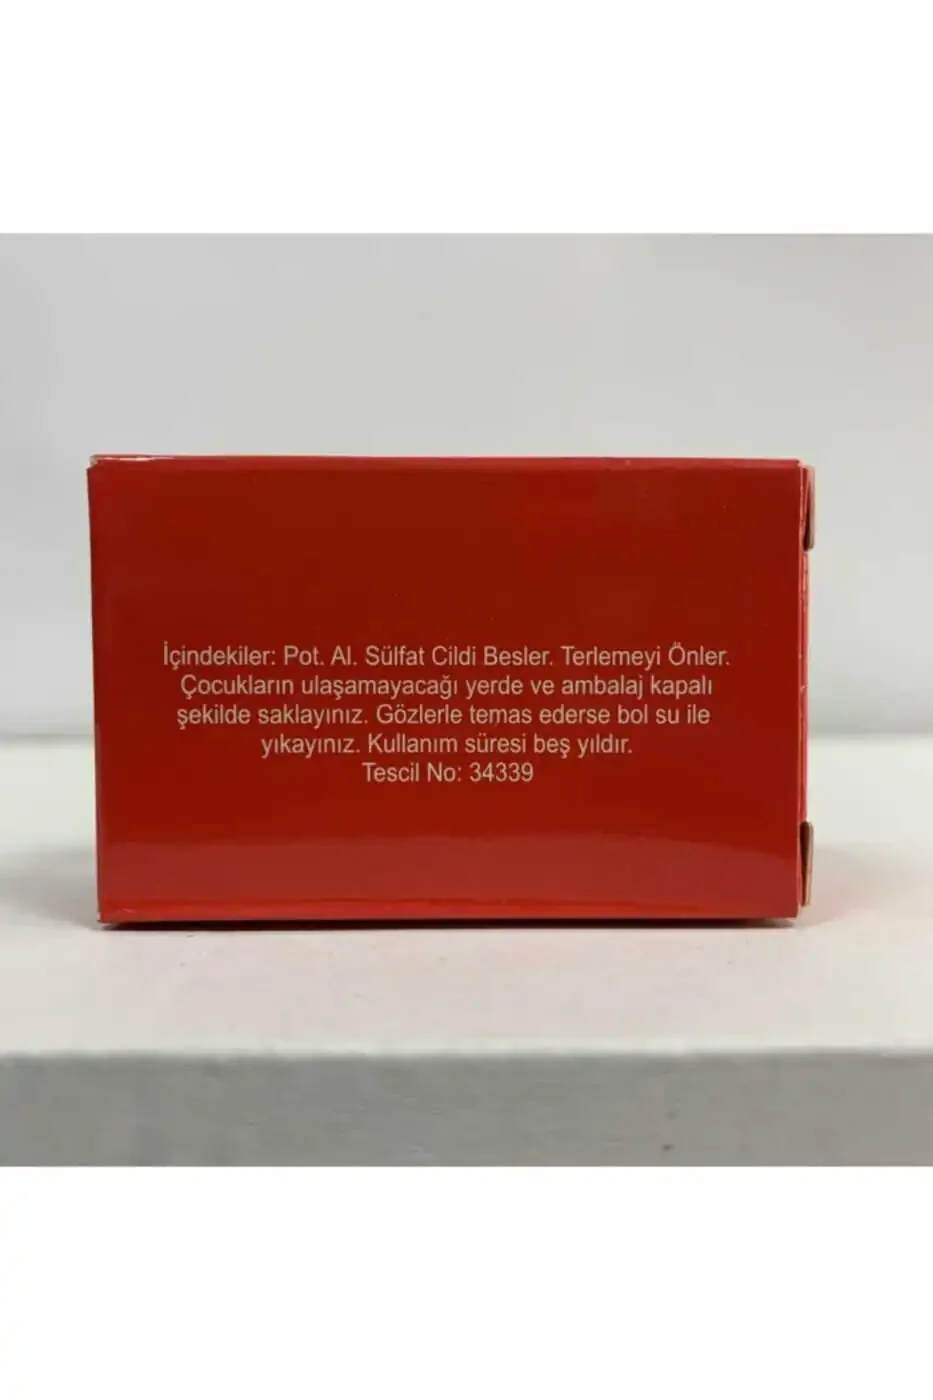 İçindekiler: Pot. Al. Sülfat Cildi Besler. Terlemeyi Önler.
Çocukların ulaşamayacağı yerde ve ambalaj kapalı
şekilde saklayınız. Gözlerle temas ederse bol su ile
yıkayınız. Kullanım süresi beş yıldır.
Tescil No: 34339